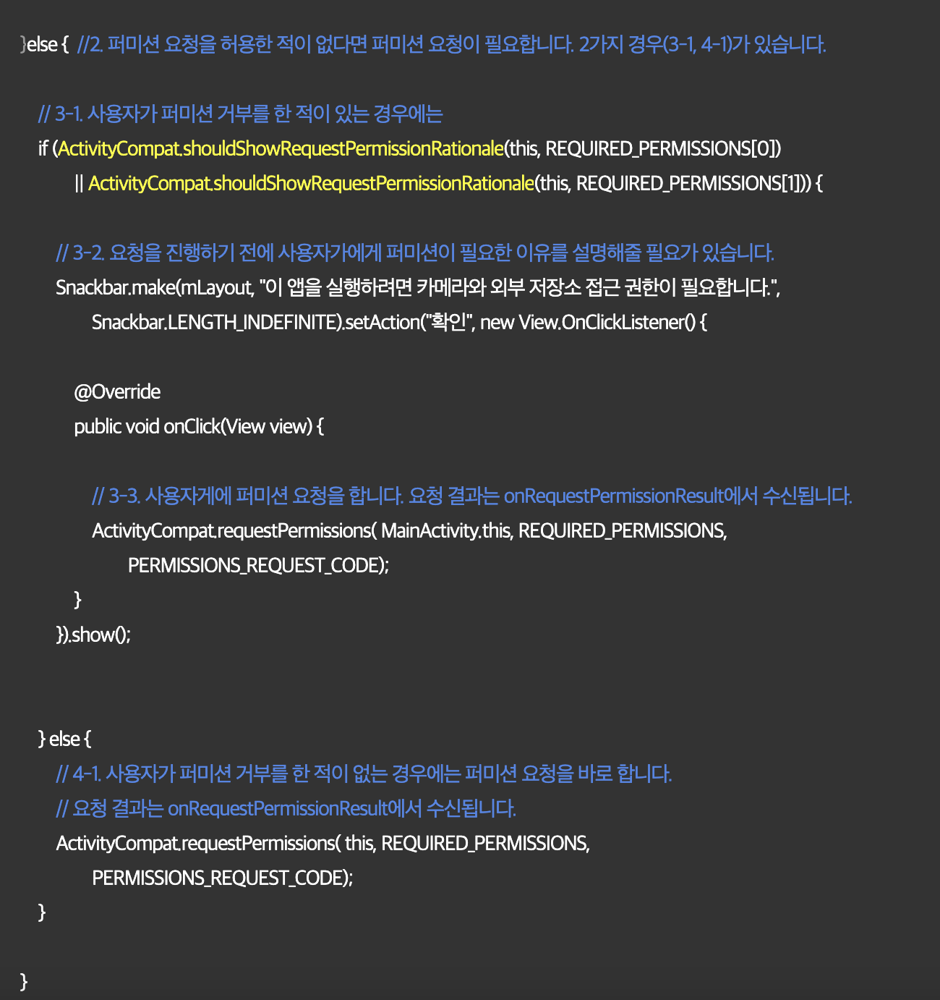 }else {  //2. 퍼미션 요청을 허용한 적이 없다면 퍼미션 요청이 필요합니다. 2가지 경우(3-1, 4-1)가 있습니다.
// 3-1. 사용자가 퍼미션 거부를 한 적이 있는 경우에는
if (ActivityCompat.shouldShowRequestPermissionRationale(this, REQUIRED_PERMISSIONS[0])
|| ActivityCompat.shouldShowRequestPermissionRationale(this, REQUIRED_PERMISSIONS[1])) {
// 3-2. 요청을 진행하기 전에 사용자가에게 퍼미션이 필요한 이유를 설명해줄 필요가 있습니다.
Snackbar.make(mLayout, "이 앱을 실행하려면 카메라와 외부 저장소 접근 권한이 필요합니다.",
Snackbar.LENGTH_INDEFINITE).setAction("확인", new View.OnClickListener() {
@Override
public void onClick(View view) {
// 3-3. 사용자게에 퍼미션 요청을 합니다. 요청 결과는 onRequestPermissionResult에서 수신됩니다.
ActivityCompat.requestPermissions( MainActivity.this, REQUIRED_PERMISSIONS,
PERMISSIONS_REQUEST_CODE);
}
}).show();
} else {
// 4-1. 사용자가 퍼미션 거부를 한 적이 없는 경우에는 퍼미션 요청을 바로 합니다.
// 요청 결과는 onRequestPermissionResult에서 수신됩니다.
ActivityCompat.requestPermissions( this, REQUIRED_PERMISSIONS,
PERMISSIONS_REQUEST_CODE);
}
}